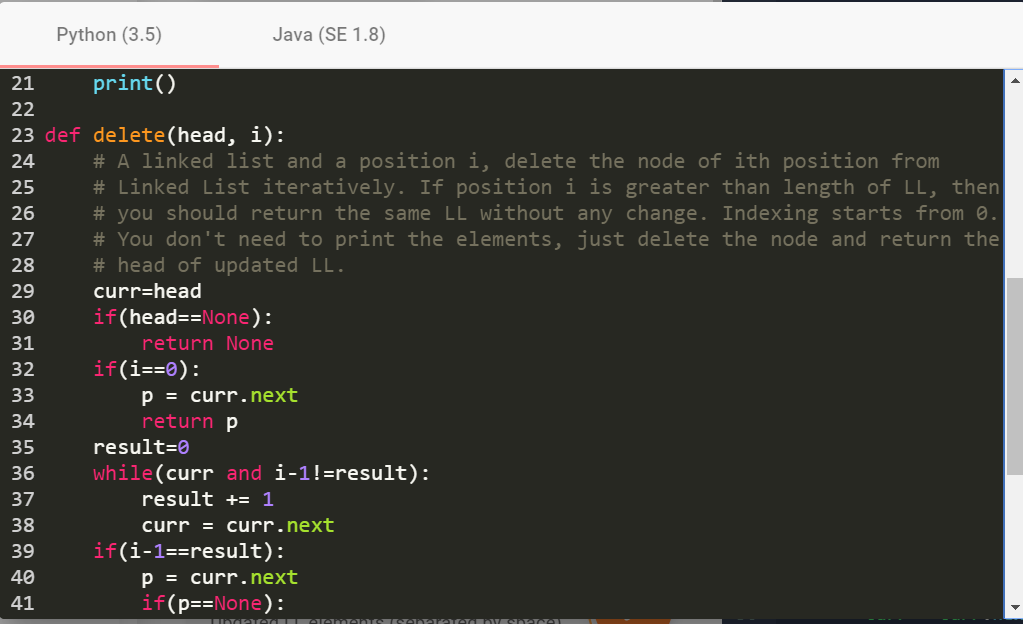 Python (3.5) Java (SE 1.8)
21 print()
22
23 def delete(head, i):
24 # A linked list and a position i, delete the node of ith position from
25 # Linked List iteratively. If position i is greater than length of LL, then
26 # you should return the same LL without any change. Indexing starts from 0.
27 # You don't need to print the elements, just delete the node and return the
28 # head of updated LL.
29 curr=head
30 if(head==None):
31 return None
32 if(i==0):
33 p = curr.next
34 return p
35 result=0
36 while(curr and i-1!=result):
37 result += 1
38 curr = curr.next
39 if(i-1==result):
40 p = curr.next
41 if(p==None):